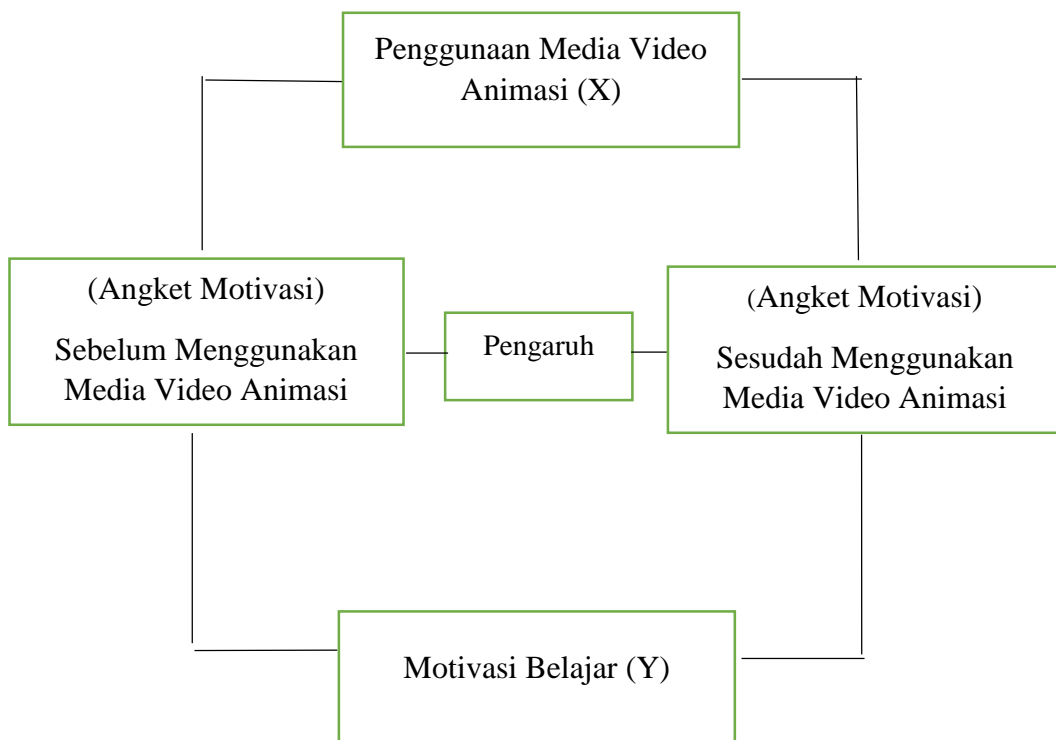 Penggunaan Media Video
Animasi (X)
(Angket Motivasi)
Sebelum Menggunakan
Media Video Animasi
Pengaruh
(Angket Motivasi)
Sesudah Menggunakan
Media Video Animasi
Motivasi Belajar (Y)